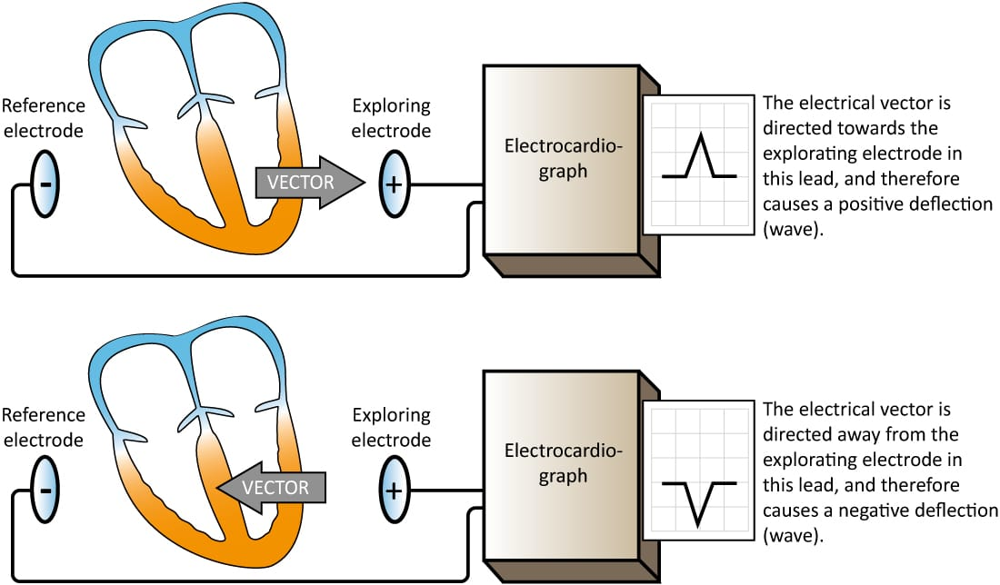 Reference
electrode
-
VECTOR
Exploring
electrode
+
Electrocardio-
graph
The electrical vector is
directed towards the
explorating electrode in
this lead, and therefore
causes a positive deflection
(wave).
Reference
electrode
-
VECTOR
Exploring
electrode
+
Electrocardio-
graph
The electrical vector is
directed away from the
explorating electrode in
this lead, and therefore
causes a negative deflection
(wave).